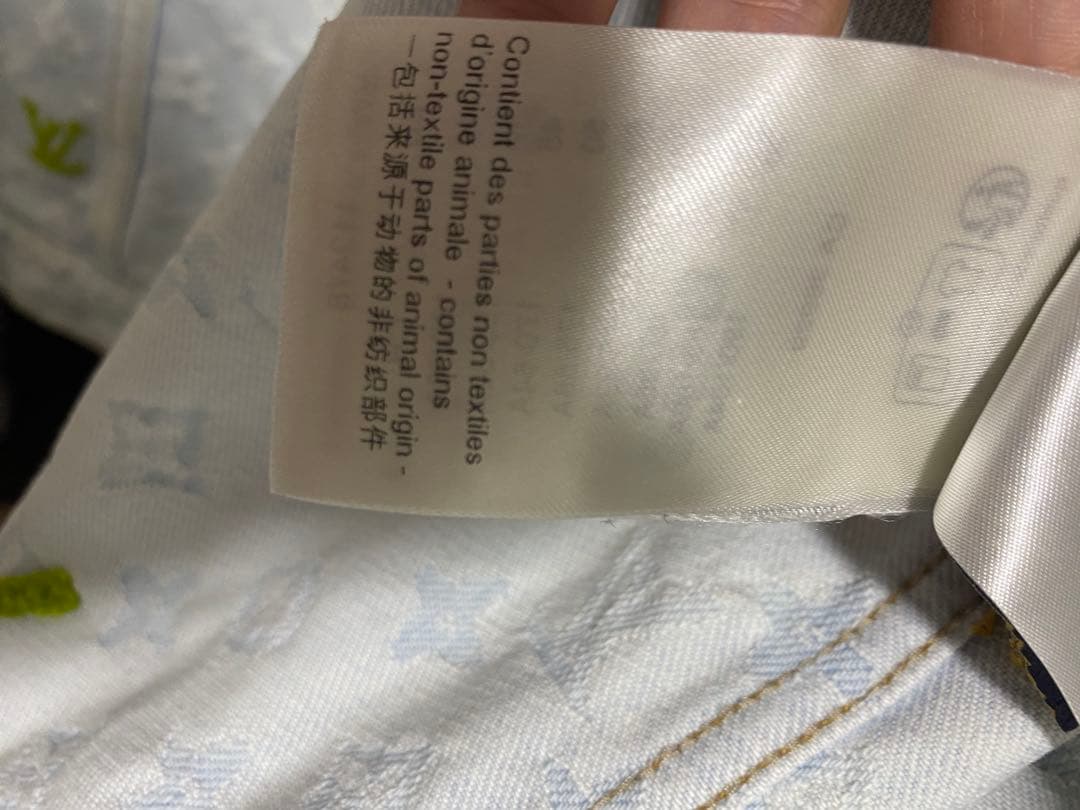 Contient des parties non textiles
d'origine animale - contains
non-textile parts of animal origin -
一包括来源于动物的非纺织部件